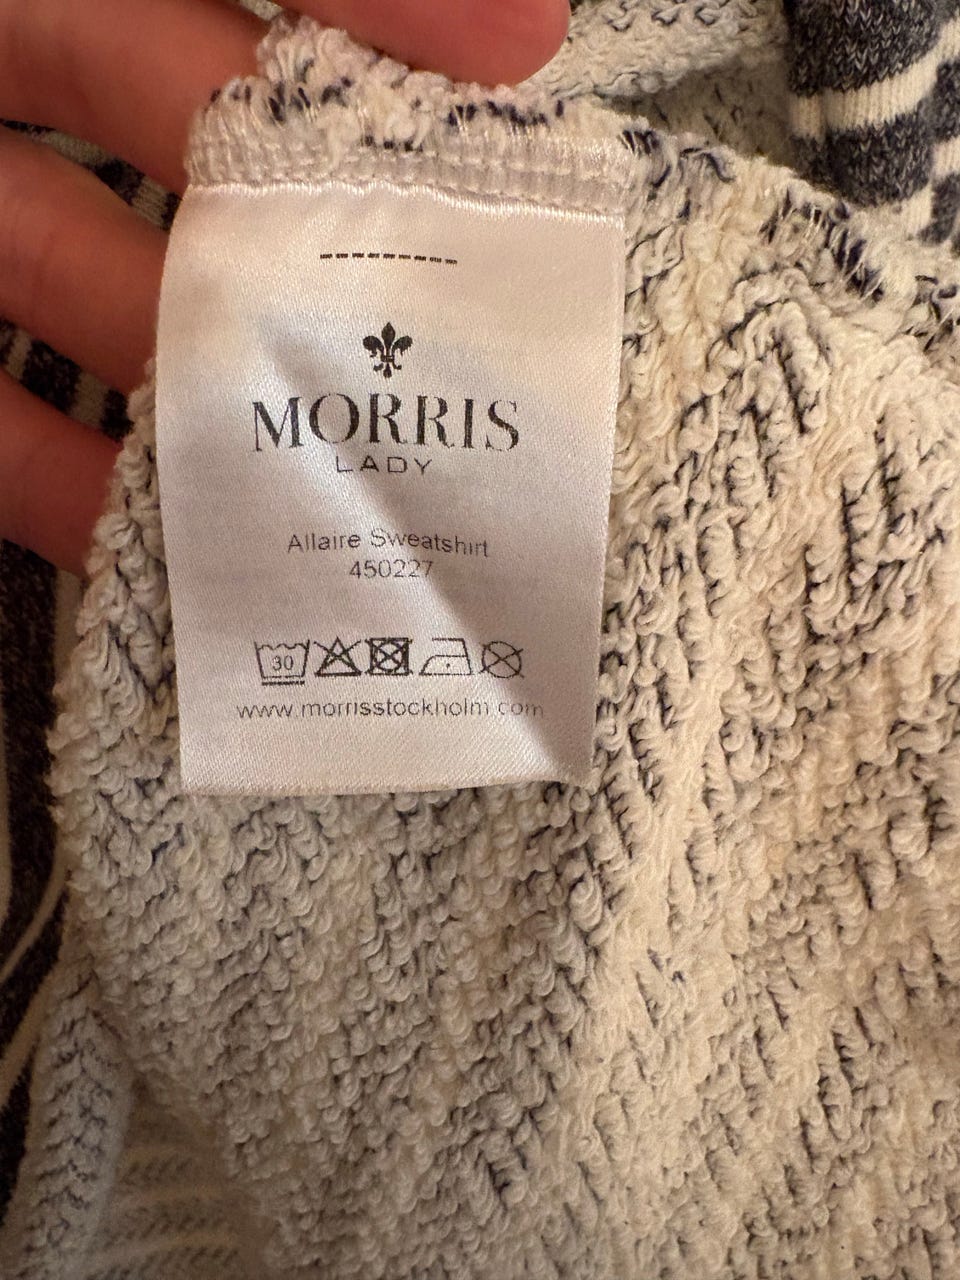 MORRIS
LADY
Allaire Sweatshirt
450227
30
www.morrisstockholm.com